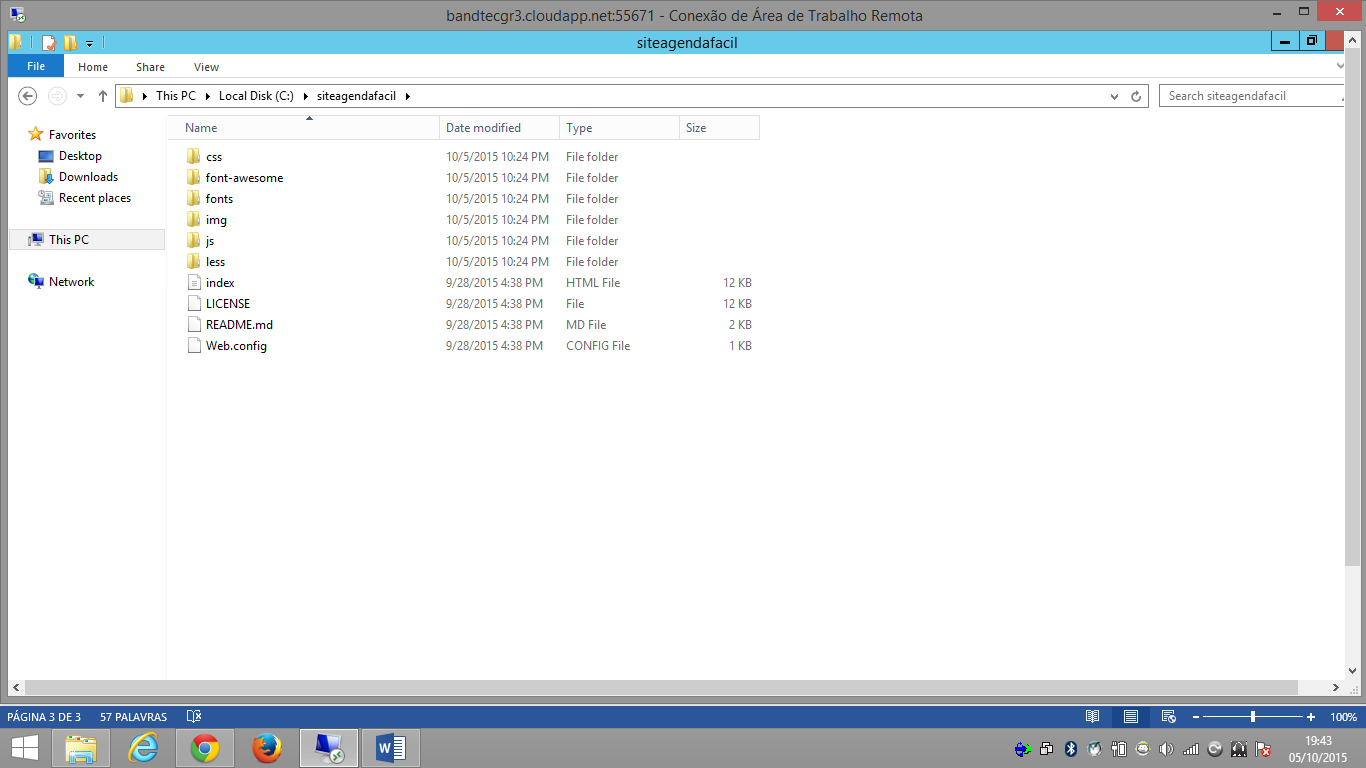 bandtecgr3.cloudapp.net:55671 - Conexão de Área de Trabalho Remota
siteagendafacil
File Home Share View
This PC Local Disk (C:) siteagendafacil Search siteagendafacil
Favorites
Desktop
Downloads
Recent places
This PC
Network
Name Date modified Type Size
css 10/5/2015 10:24 PM File folder
font-awesome 10/5/2015 10:24 PM File folder
fonts 10/5/2015 10:24 PM File folder
img 10/5/2015 10:24 PM File folder
js 10/5/2015 10:24 PM File folder
less 10/5/2015 10:24 PM File folder
index 9/28/2015 4:38 PM HTML File 12 KB
LICENSE 9/28/2015 4:38 PM File 12 KB
README.md 9/28/2015 4:38 PM MD File 2 KB
Web.config 9/28/2015 4:38 PM CONFIG File 1 KB
PÁGINA 3 DE 3 57 PALAVRAS 100%
19:43
05/10/2015